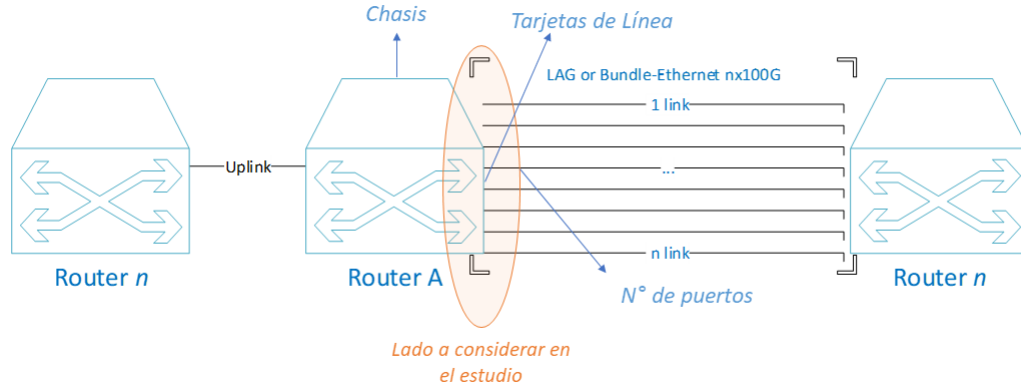 Chasis
Tarjetas de Línea
LAG or Bundle-Ethernet nx100G
1 link
Uplink
...
n link
Router n
Router A
Router n
N° de puertos
Lado a considerar en
el estudio